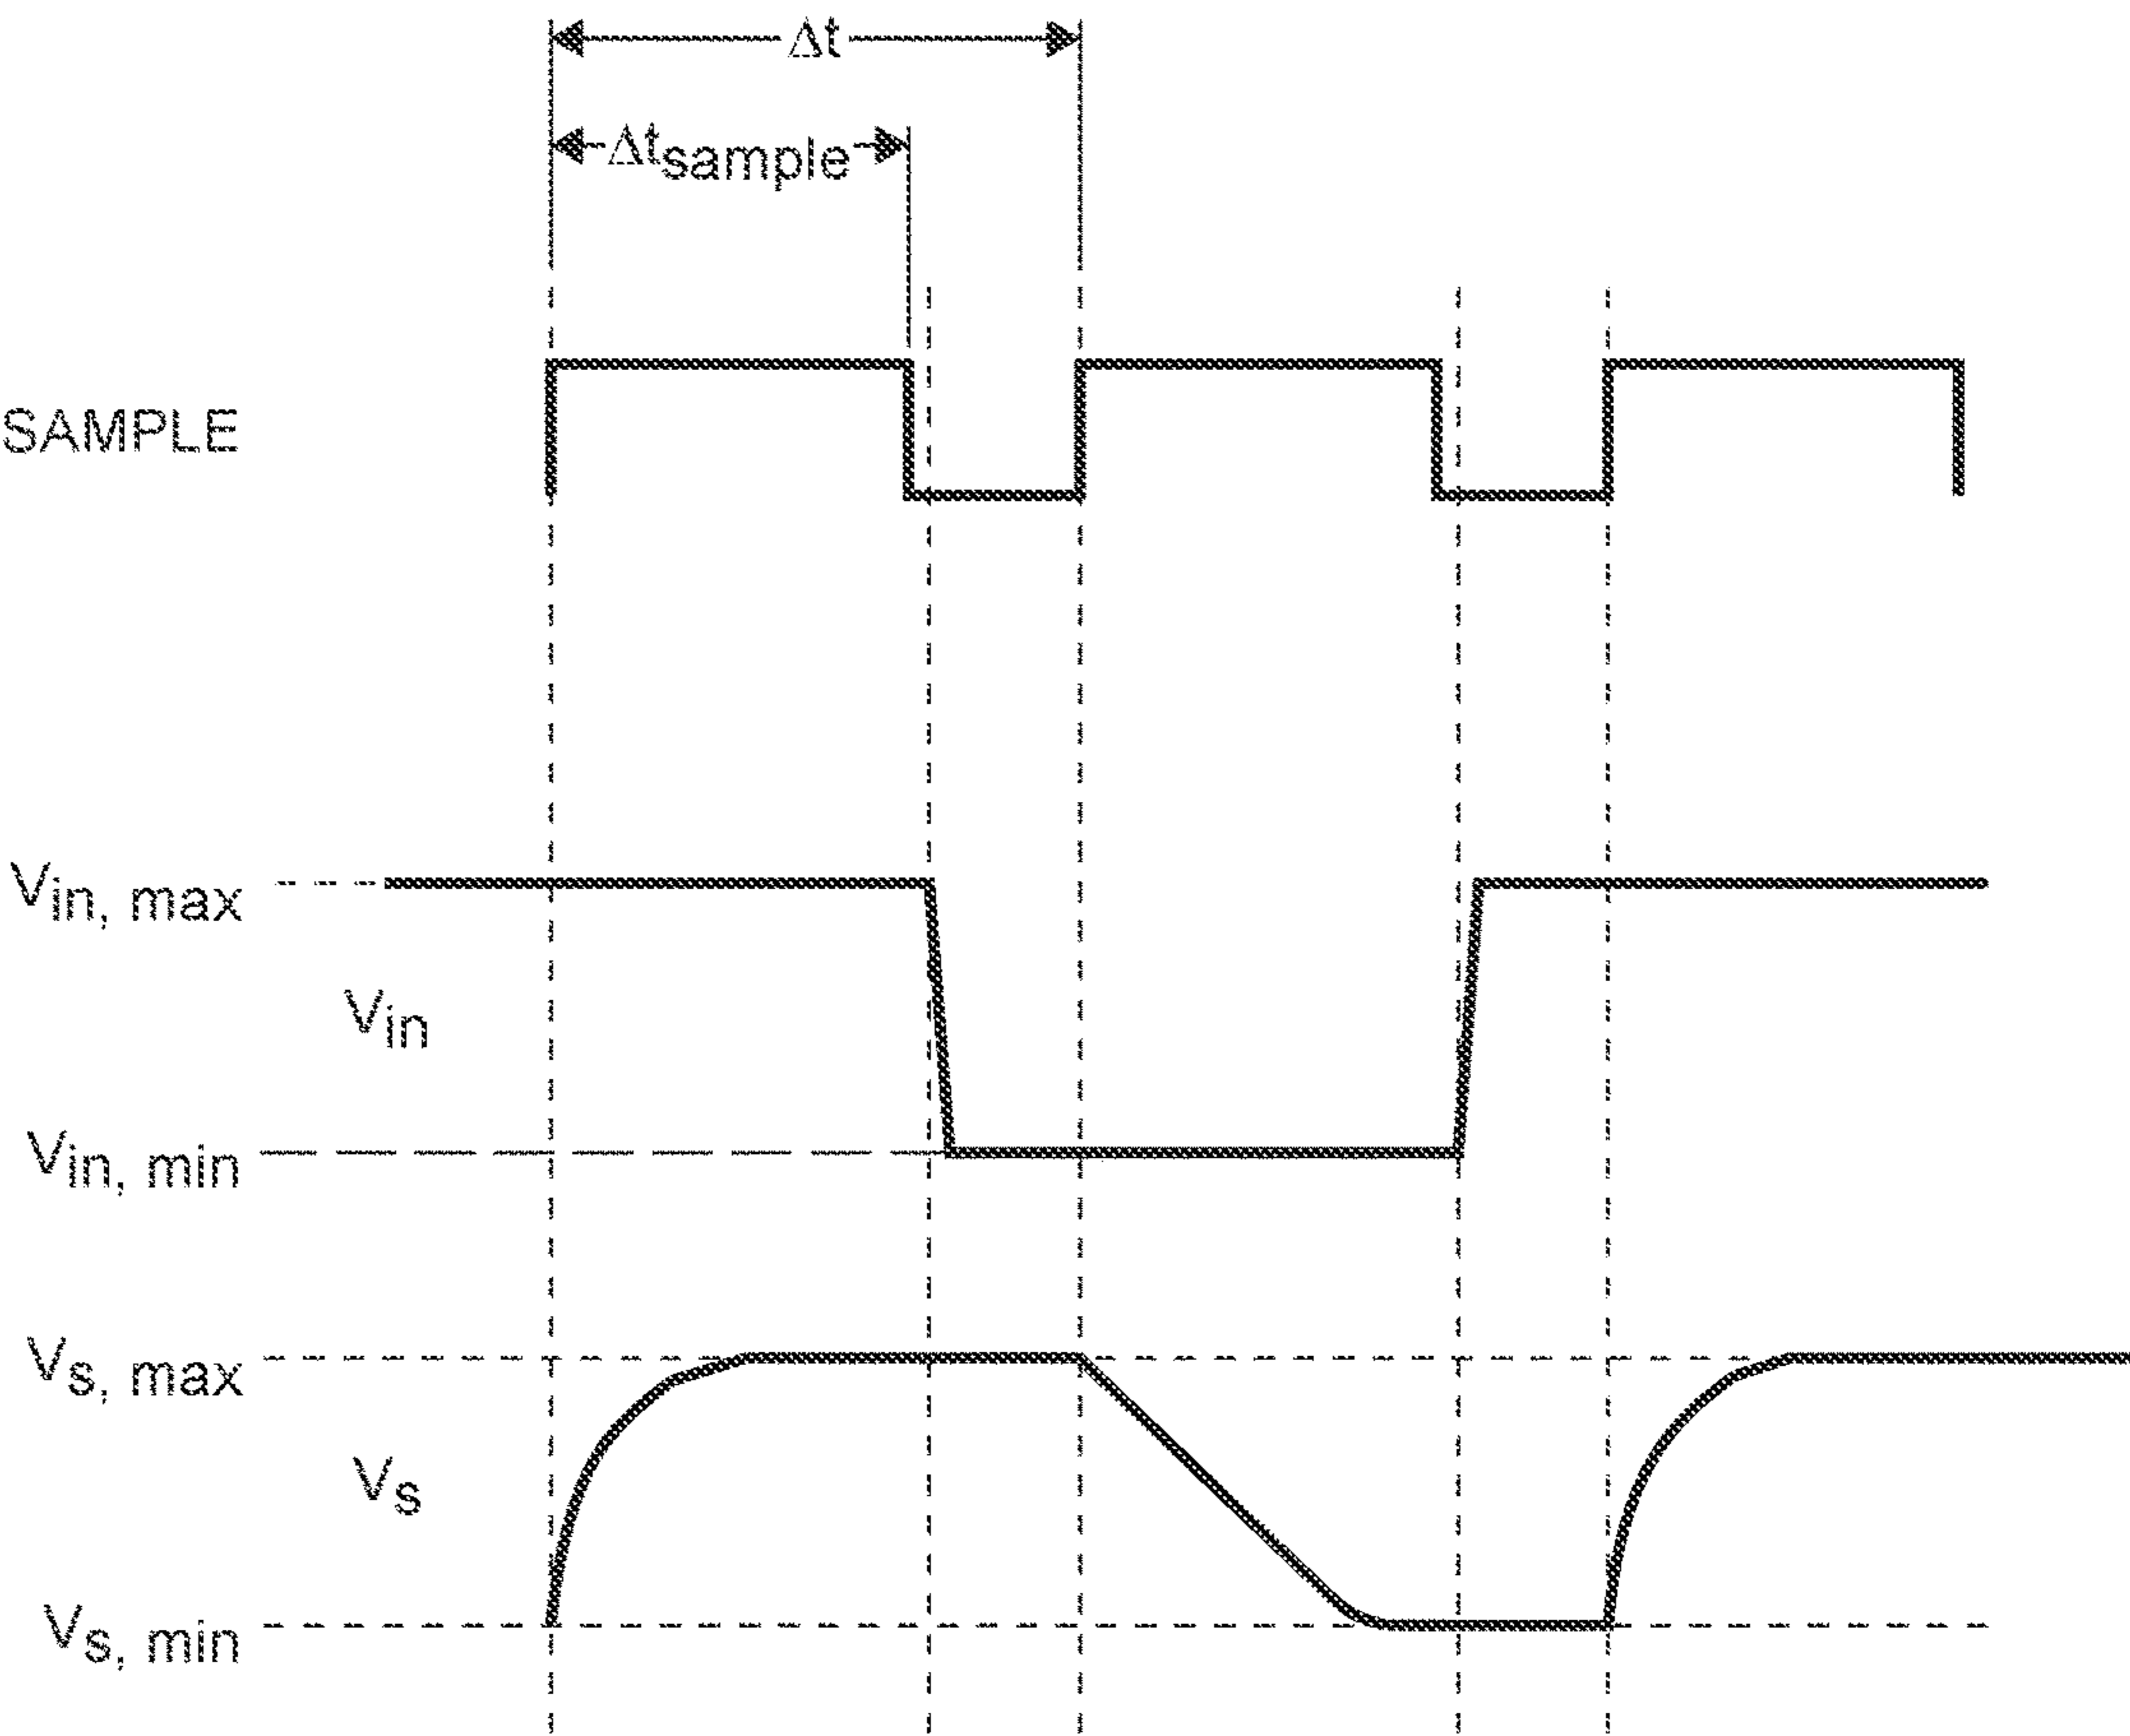 Δt
Δtsample
SAMPLE
Vin, max
Vin
Vin, min
Vs, max
Vs
Vs, min